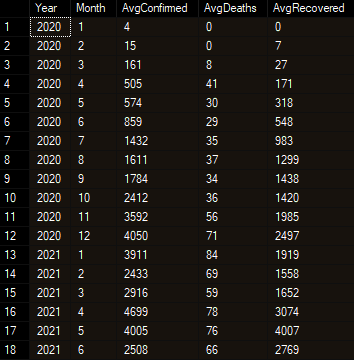 Year Month AvgConfirmed AvgDeaths AvgRecovered
1 2020 1 4 0 0
2 2020 2 15 0 7
3 2020 3 161 8 27
4 2020 4 505 41 171
5 2020 5 574 30 318
6 2020 6 859 29 548
7 2020 7 1432 35 983
8 2020 8 1611 37 1299
9 2020 9 1784 34 1438
10 2020 10 2412 36 1420
11 2020 11 3592 56 1985
12 2020 12 4050 71 2497
13 2021 1 3911 84 1919
14 2021 2 2433 69 1558
15 2021 3 2916 59 1652
16 2021 4 4699 78 3074
17 2021 5 4005 76 4007
18 2021 6 2508 66 2769